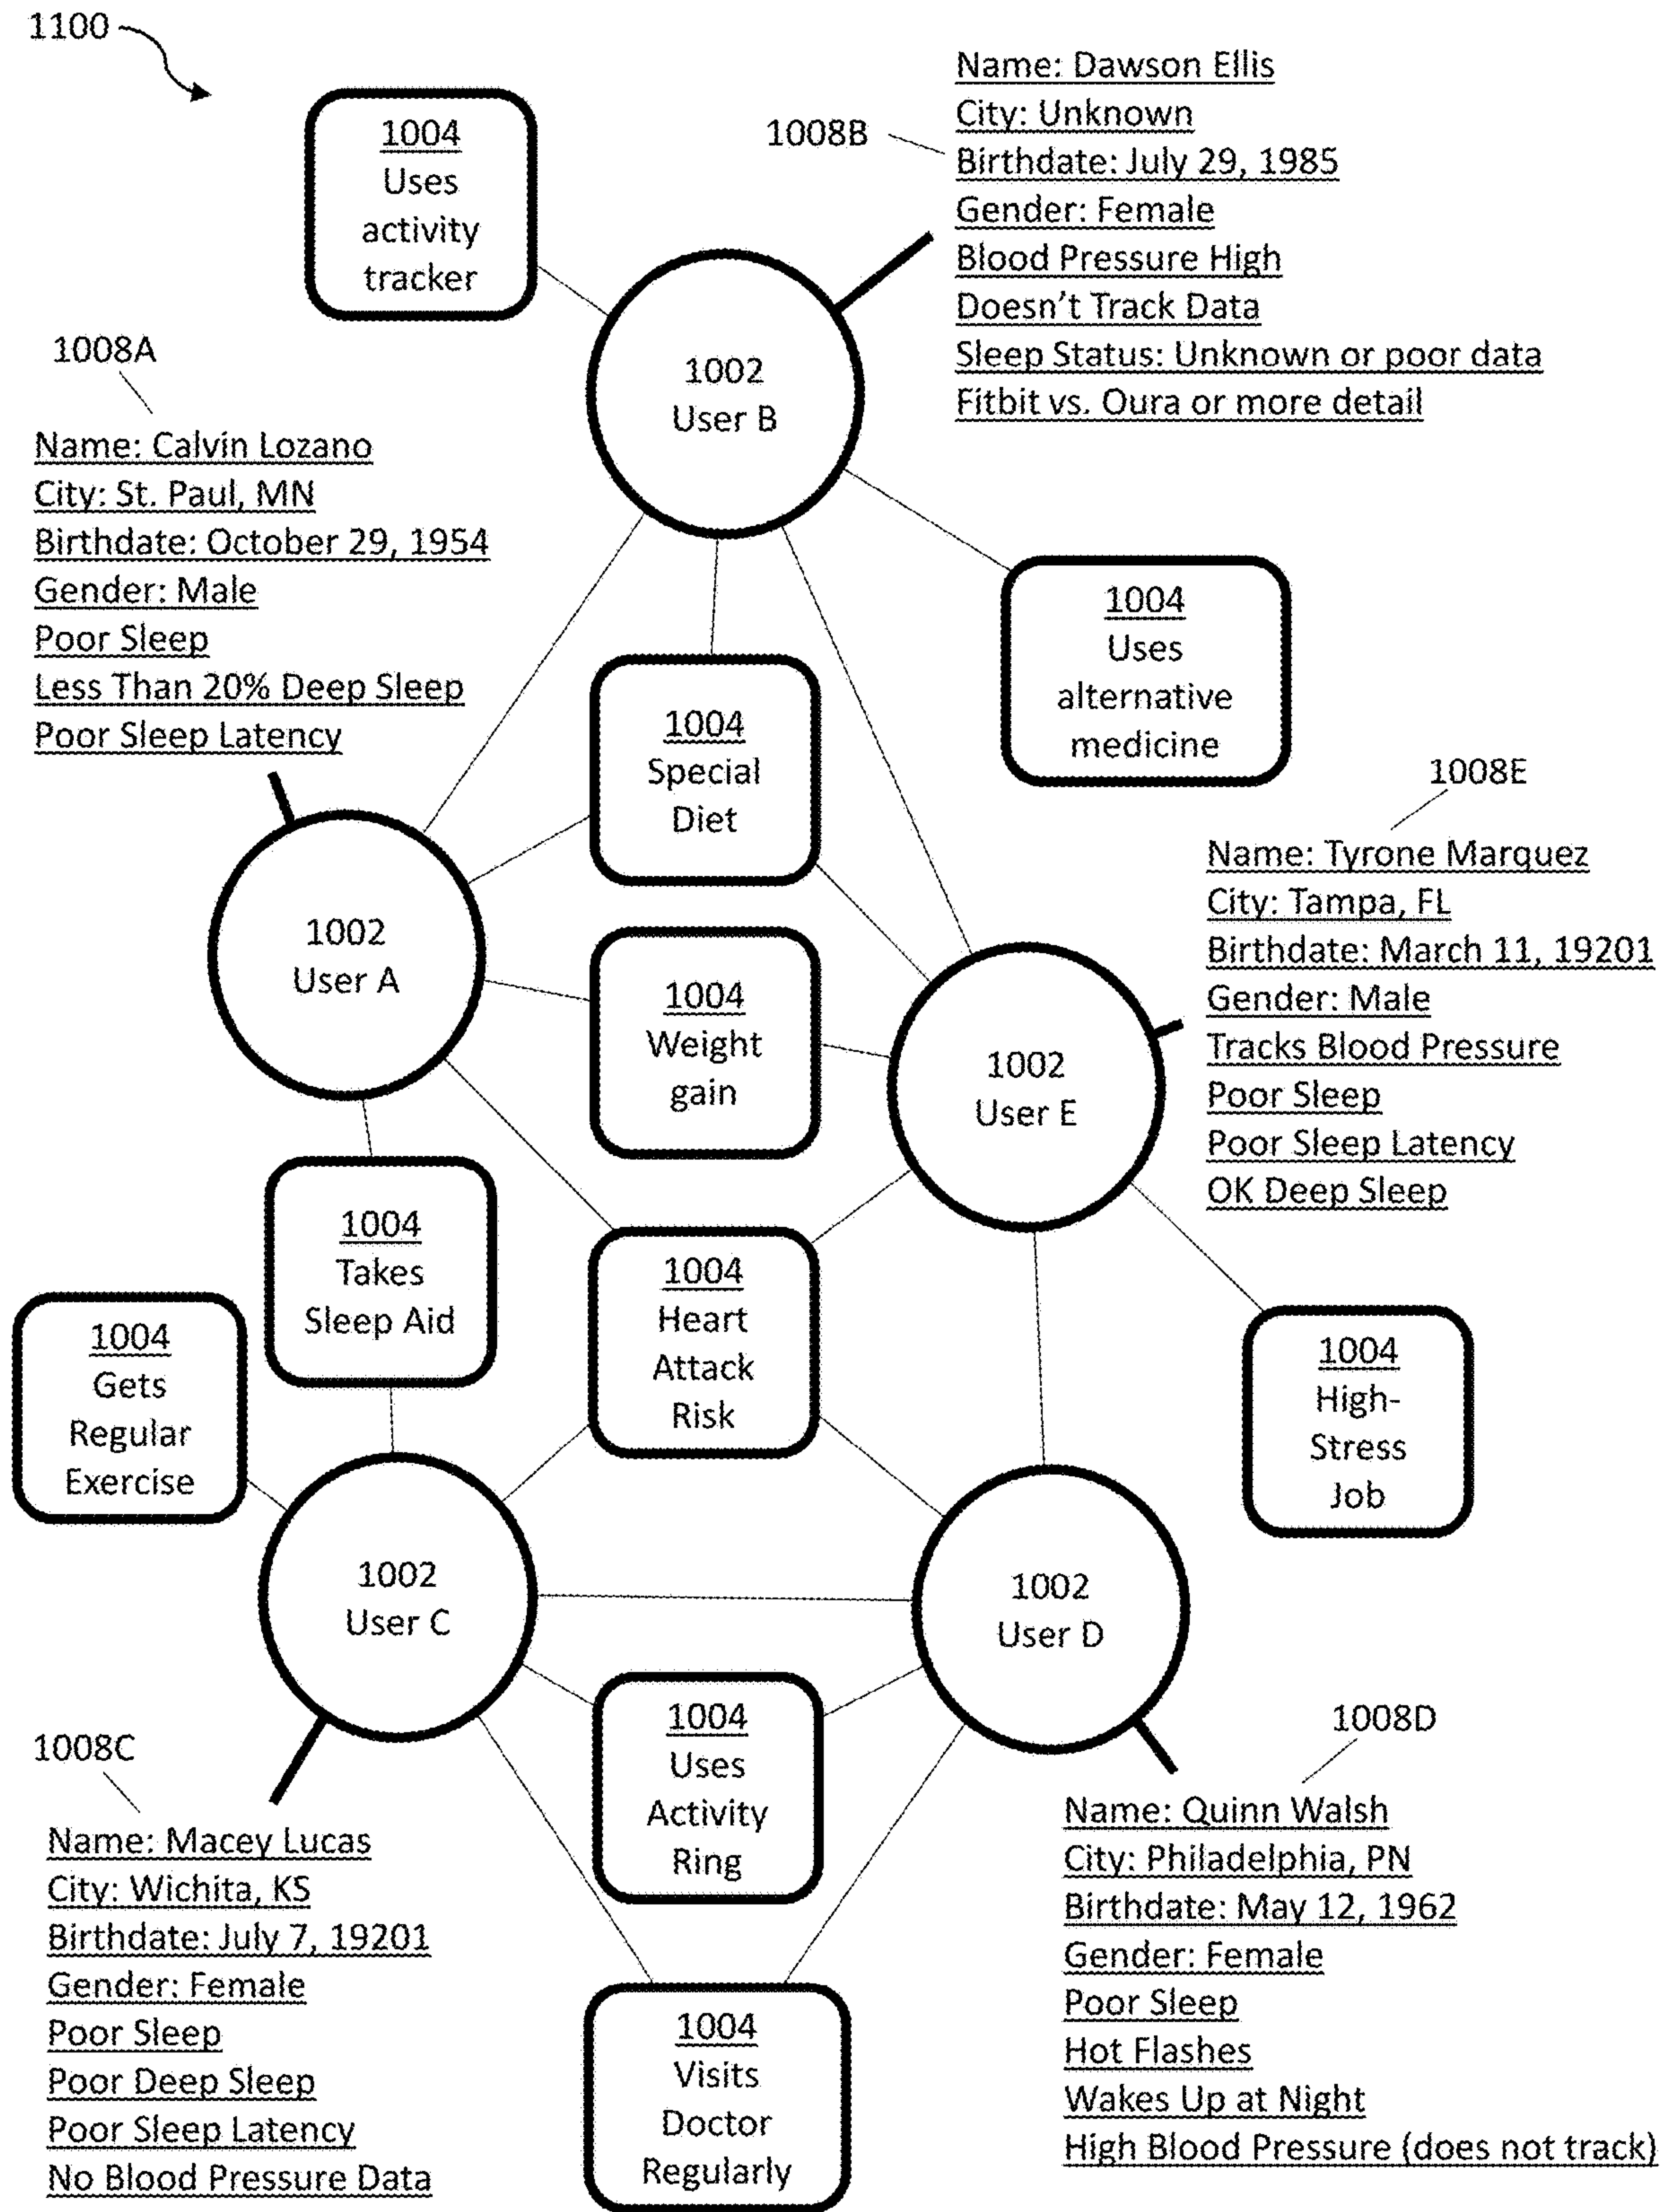 1100
1004
Uses
activity
tracker
1008B
Name: Dawson Ellis
City: Unknown
Birthdate: July 29, 1985
Gender: Female
Blood Pressure High
Doesn't Track Data
Sleep Status: Unknown or poor data
Fitbit vs. Oura or more detail
1002
User B
1008A
Name: Calvin Lozano
City: St. Paul, MN
Birthdate: October 29, 1954
Gender: Male
Poor Sleep
Less Than 20% Deep Sleep
Poor Sleep Latency
1004
Uses
alternative
medicine
1004
Special
Diet
1008E
Name: Tyrone Marquez
City: Tampa, FL
Birthdate: March 11, 19201
Gender: Male
Tracks Blood Pressure
Poor Sleep
Poor Sleep Latency
OK Deep Sleep
1002
User A
1004
Weight
gain
1002
User E
1004
Takes
Sleep Aid
1004
Heart
Attack
Risk
1004
Gets
Regular
Exercise
1004
High-
Stress
Job
1002
User C
1002
User D
1004
Uses
Activity
Ring
1008C
Name: Macey Lucas
City: Wichita, KS
Birthdate: July 7, 19201
Gender: Female
Poor Sleep
Poor Deep Sleep
Poor Sleep Latency
No Blood Pressure Data
1008D
Name: Quinn Walsh
City: Philadelphia, PN
Birthdate: May 12, 1962
Gender: Female
Poor Sleep
Hot Flashes
Wakes Up at Night
High Blood Pressure (does not track)
1004
Visits
Doctor
Regularly